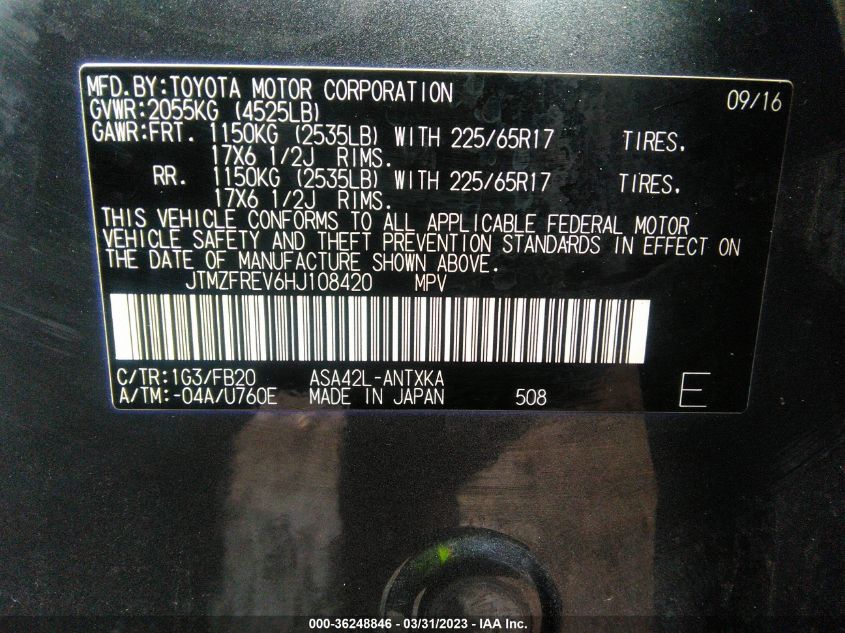 MFD.BY:TOYOTA MOTOR CORPORATION 09/16
GVWR:2055KG (4525LB)
GAWR:FRT. 1150KG (2535LB) WITH 225/65R17 TIRES.
17X6 1/2J RIMS.
RR. 1150KG (2535LB) WITH 225/65R17 TIRES.
17X6 1/2J RIMS.
THIS VEHICLE CONFORMS TO ALL APPLICABLE FEDERAL MOTOR
VEHICLE SAFETY AND THEFT PREVENTION STANDARDS IN EFFECT ON
THE DATE OF MANUFACTURE SHOWN ABOVE.
JTMZFREV6HJ108420 MPV
C/TR:1G3/FB20 ASA42L-ANTXKA
A/TM:-04A/U760E MADE IN JAPAN 508 E
000-36248846 - 03/31/2023 - IAA Inc.